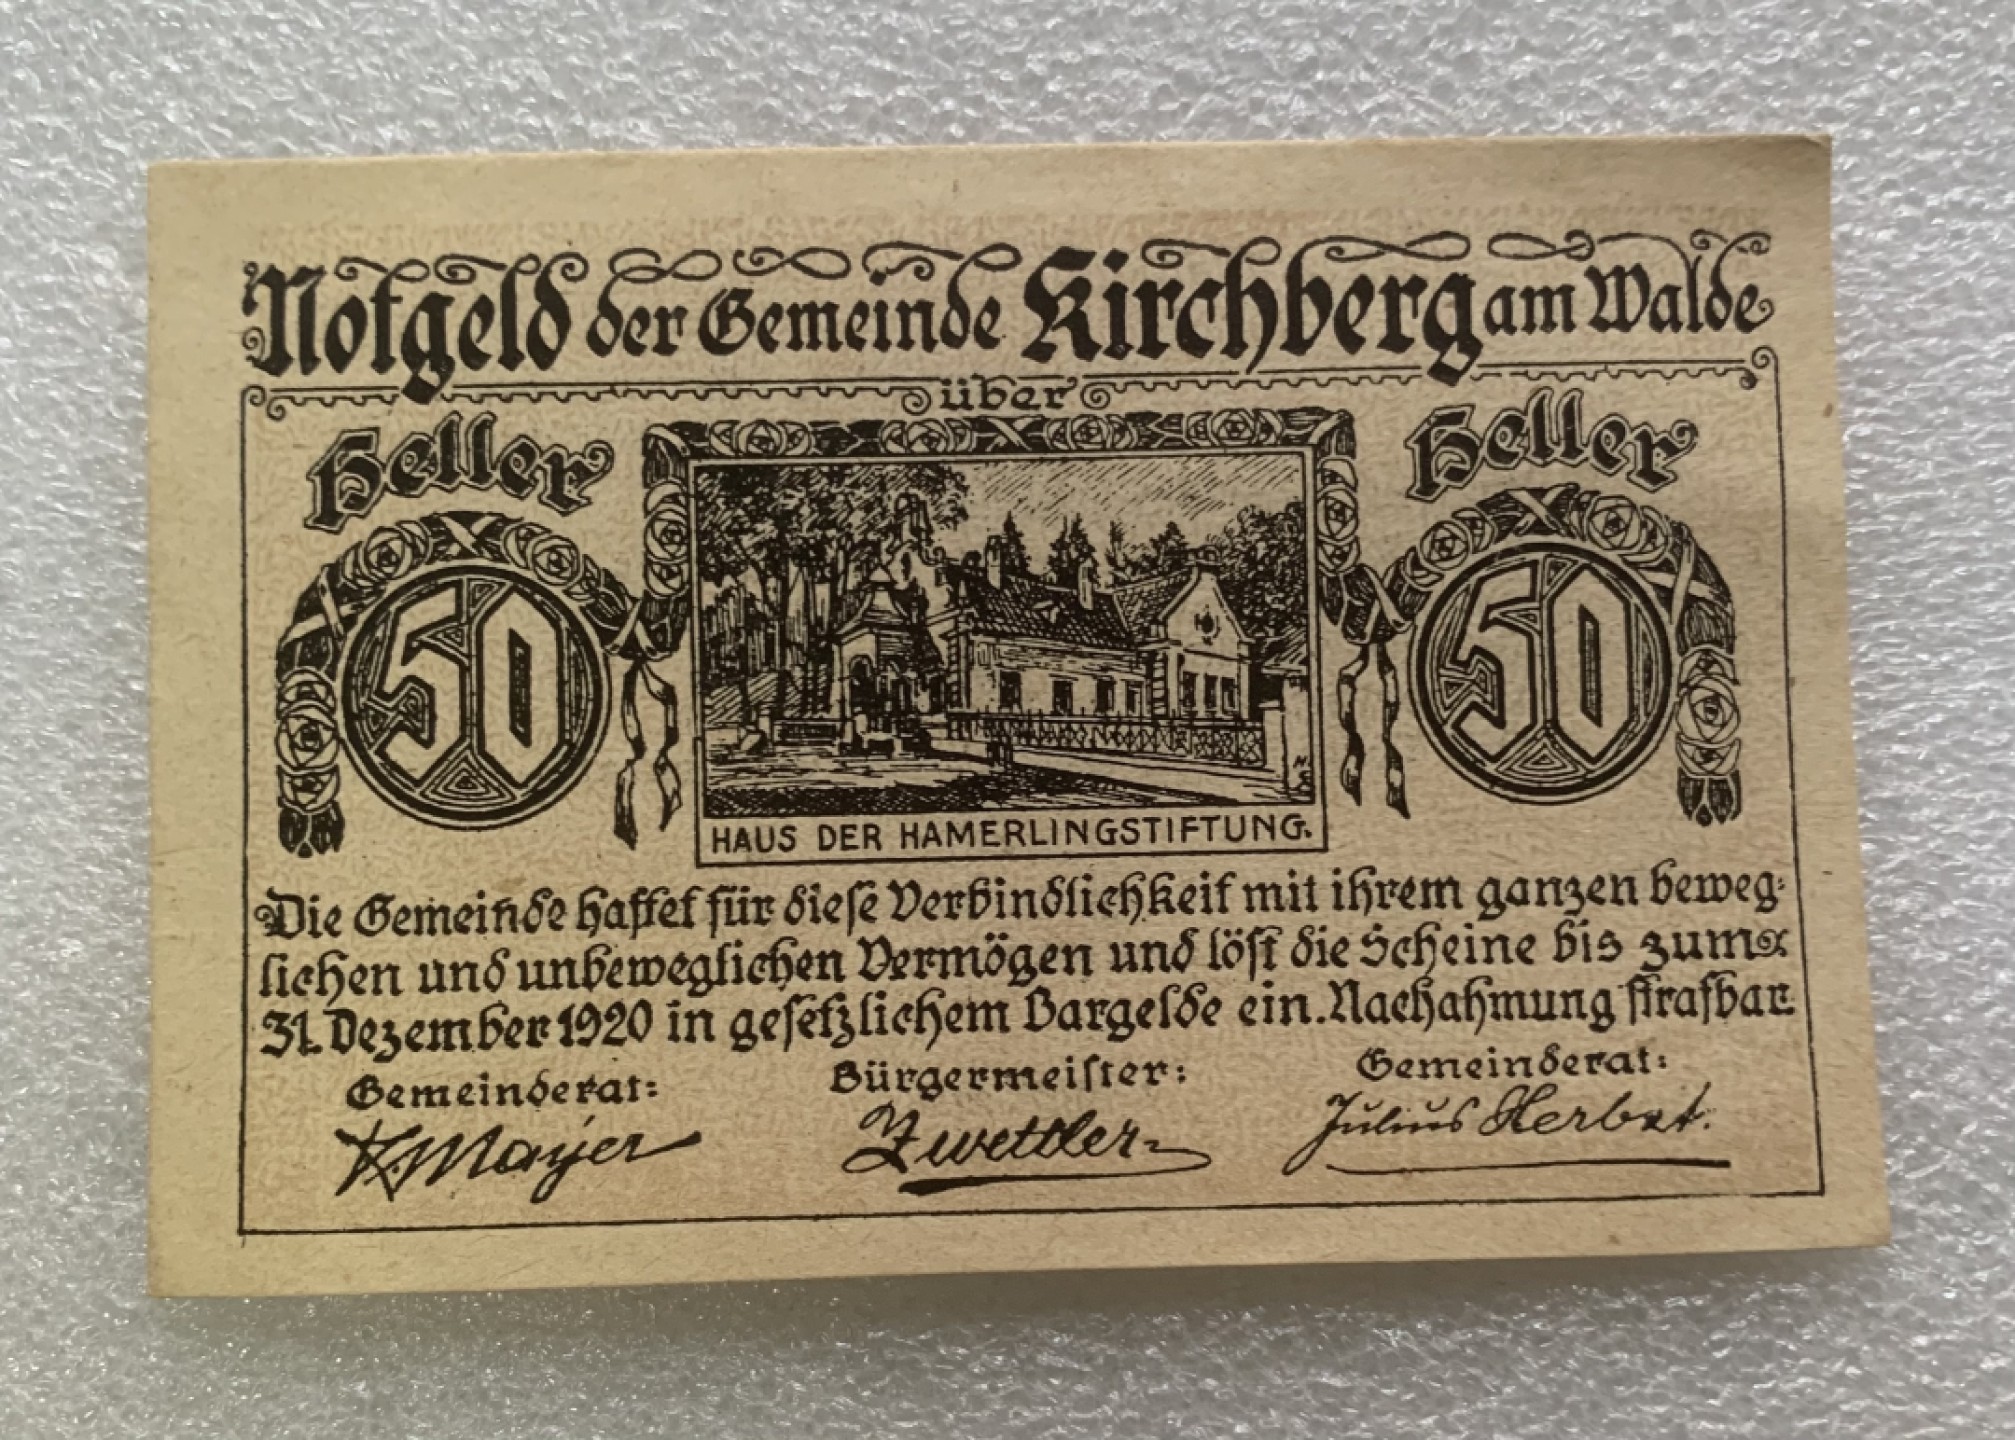 Notgeld der Gemeinde Kirchberg am Walde
über
Heller
Heller
50
50
HAUS DER HAMERLINGSTIFTUNG.
Die Gemeinde haftet für diese Verbindlichkeit mit ihrem ganzen beweg-
lichen und unbeweglichen Vermögen und löst die Scheine bis zum
31. Dezember 1920 in gesetzlichem Bargelde ein. Nachahmung strafbar.
Gemeinderat:
Bürgermeister:
Gemeinderat:
K. Mayer
Zwettler
Julius Herbst.